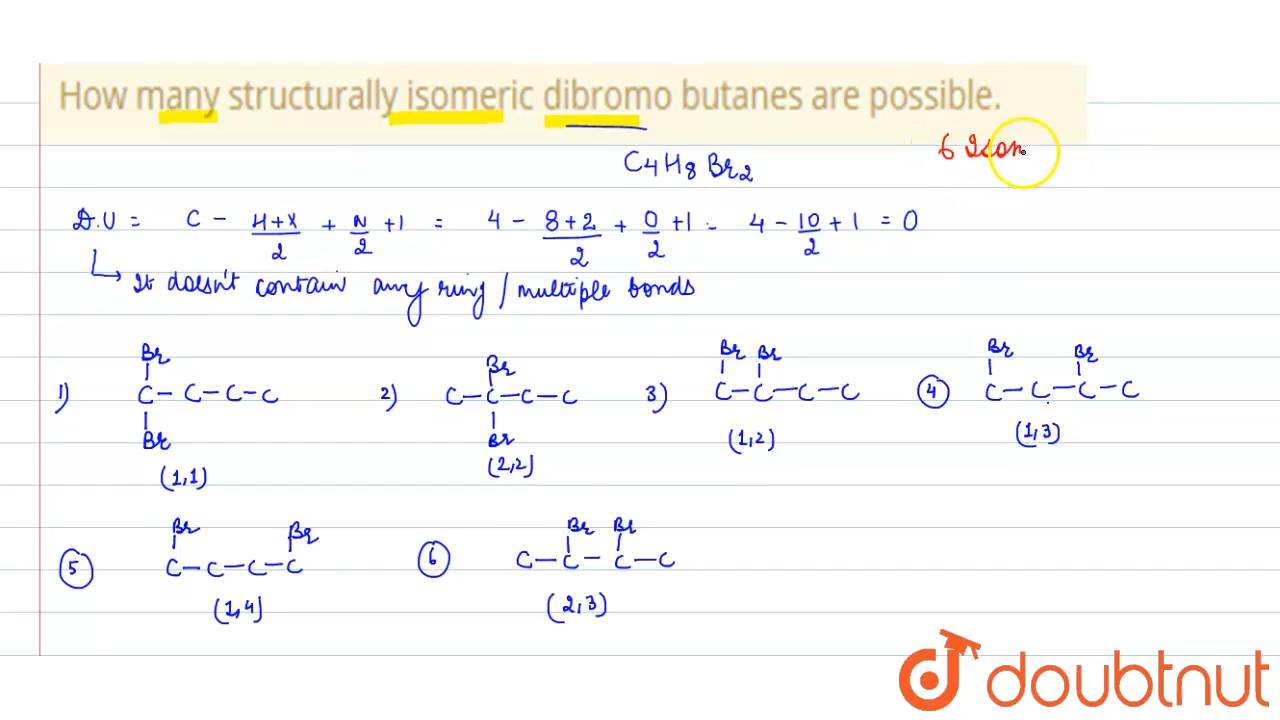 How many structurally isomeric dibromo butanes are possible.
6 Isom
C4H8Br2
D.U = C - H+X/2 + N/2 + 1 = 4 - 8+2/2 + 0/2 + 1 = 4 - 10/2 + 1 = 0
It doesn't contain any ring / multiple bonds
Br Br Br Br Br Br
1) C - C - C - C 2) C - C - C - C 3) C - C - C - C 4 C - C - C - C
Br Br (1,2) (1,3)
(1,1) (2,2)
Br Br Br Br
5 C - C - C - C 6 C - C - C - C
(1,4) (2,3)
doubtnut